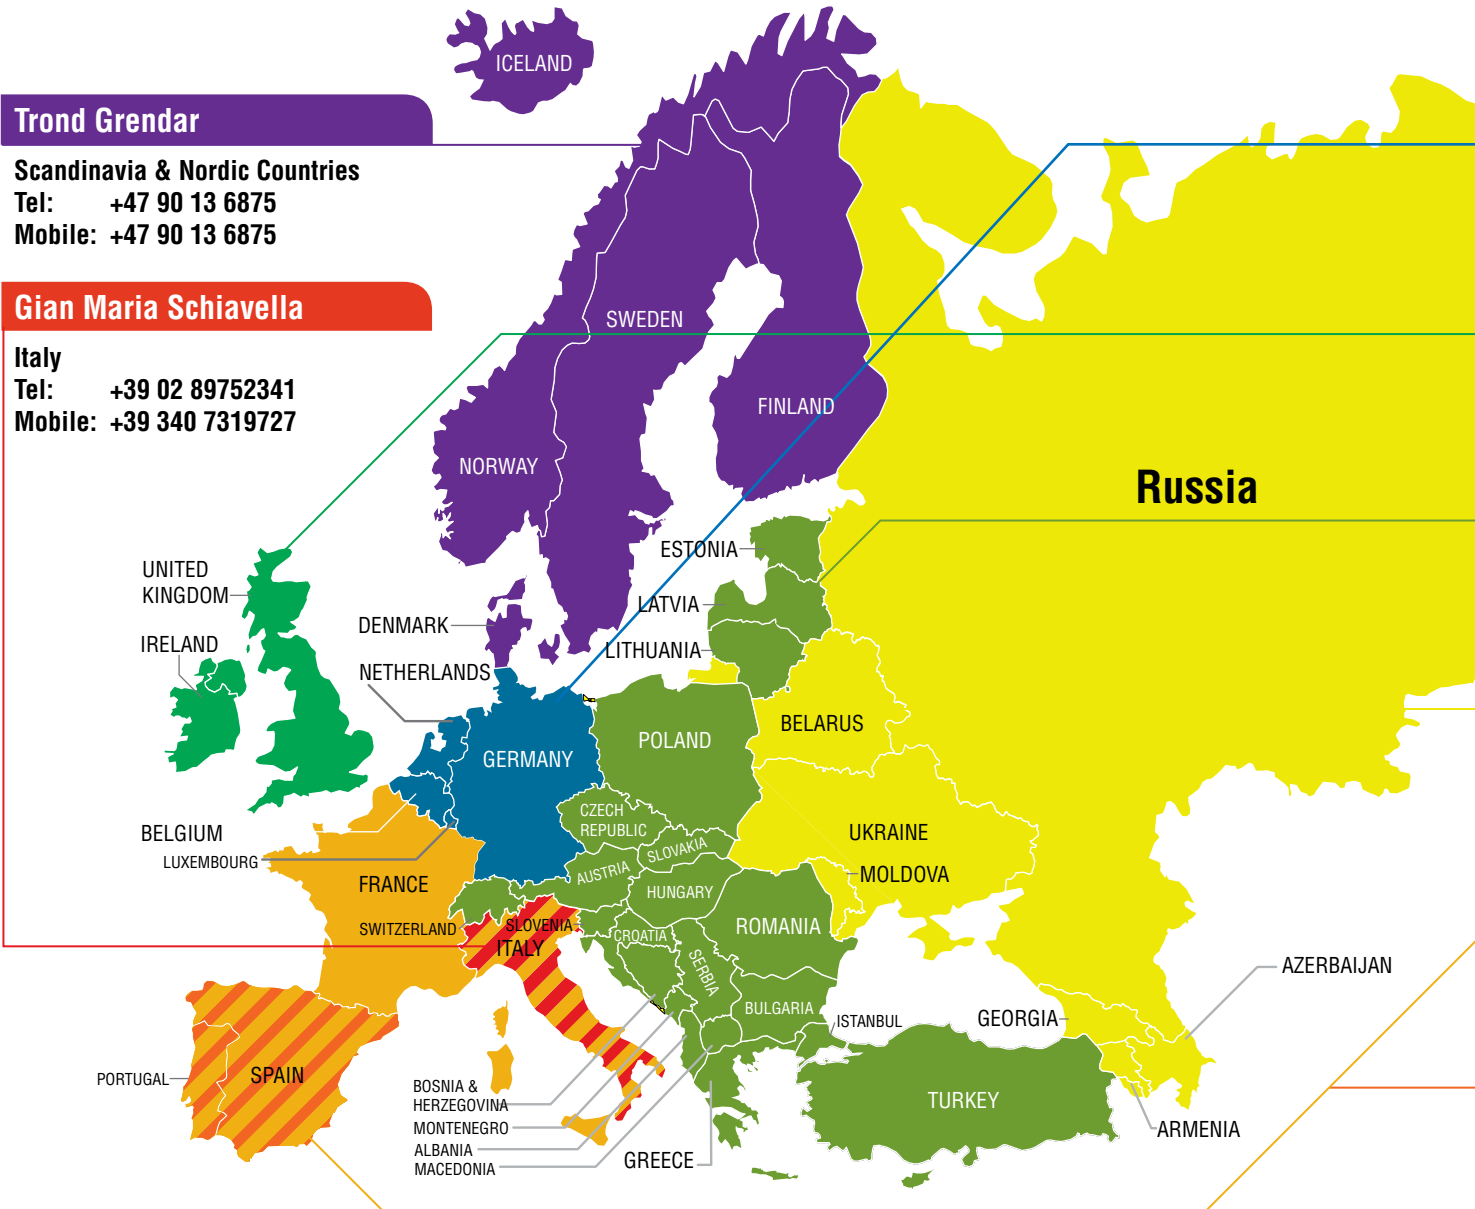 ICELAND
Trond Grendar
Scandinavia & Nordic Countries
Tel: +47 90 13 6875
Mobile: +47 90 13 6875
Gian Maria Schiavella
Italy
Tel: +39 02 89752341
Mobile: +39 340 7319727
SWEDEN
FINLAND
NORWAY
Russia
ESTONIA
UNITED
KINGDOM
LATVIA
DENMARK
IRELAND
LITHUANIA
NETHERLANDS
BELARUS
POLAND
GERMANY
CZECH
REPUBLIC
BELGIUM
UKRAINE
LUXEMBOURG
SLOVAKIA
AUSTRIA
MOLDOVA
FRANCE
HUNGARY
SWITZERLAND
SLOVENIA
ROMANIA
CROATIA
ITALY
SERBIA
AZERBAIJAN
BULGARIA
ISTANBUL
GEORGIA
PORTUGAL
SPAIN
BOSNIA &
HERZEGOVINA
TURKEY
MONTENEGRO
ARMENIA
ALBANIA
GREECE
MACEDONIA